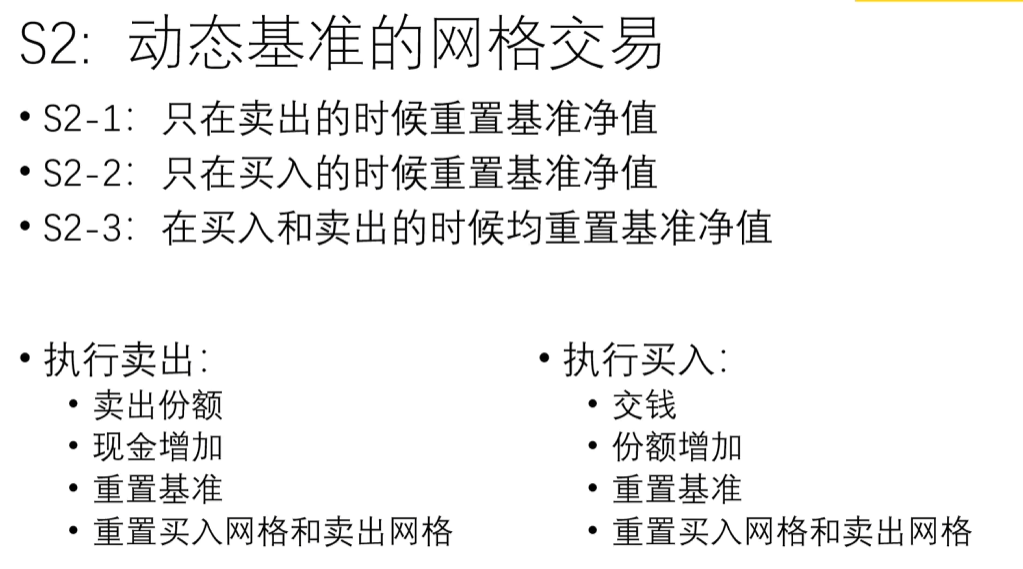 S2: 动态基准的网格交易
• S2-1: 只在卖出的时候重置基准净值
• S2-2: 只在买入的时候重置基准净值
• S2-3: 在买入和卖出的时候均重置基准净值
• 执行卖出:
• 卖出份额
• 现金增加
• 重置基准
• 重置买入网格和卖出网格
• 执行买入:
• 交钱
• 份额增加
• 重置基准
• 重置买入网格和卖出网格